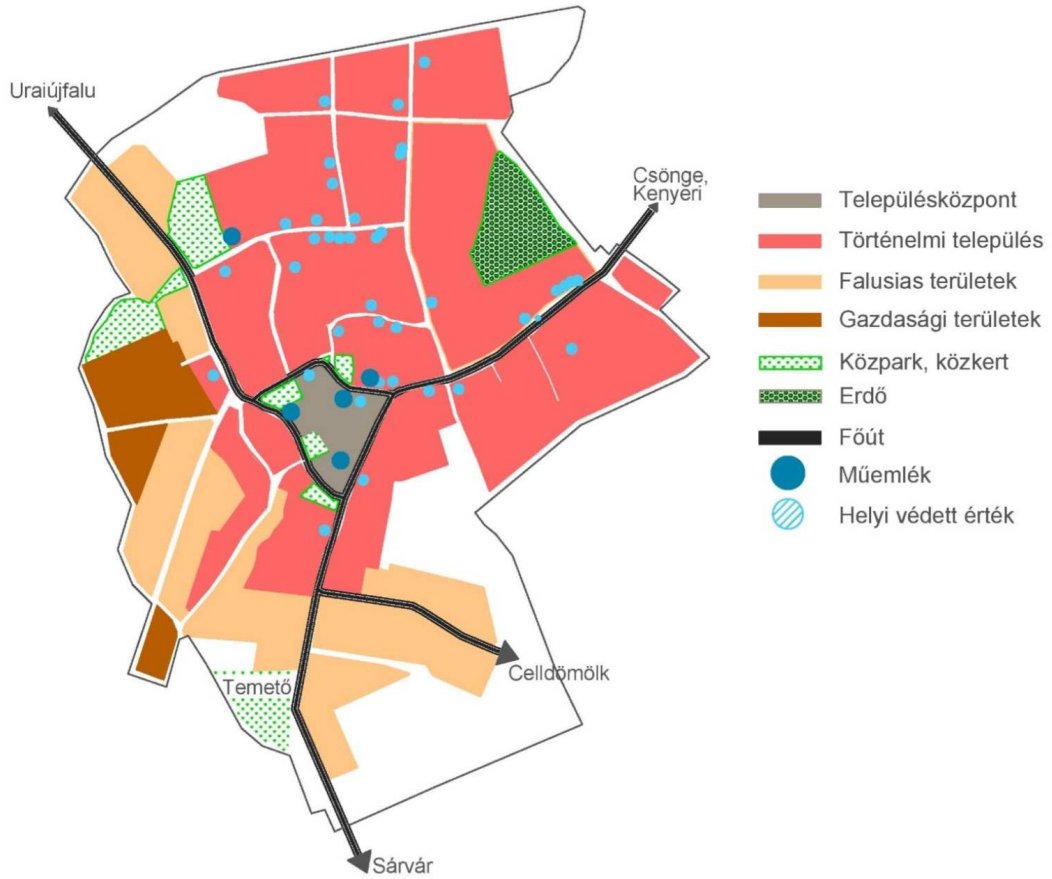 Uraiújfalu
Csönge,
Kenyeri
Celldömölk
Temető
Sárvár
Településközpont
Történelmi település
Falusias területek
Gazdasági területek
Közpark, közkert
Erdő
Főút
Műemlék
Helyi védett érték